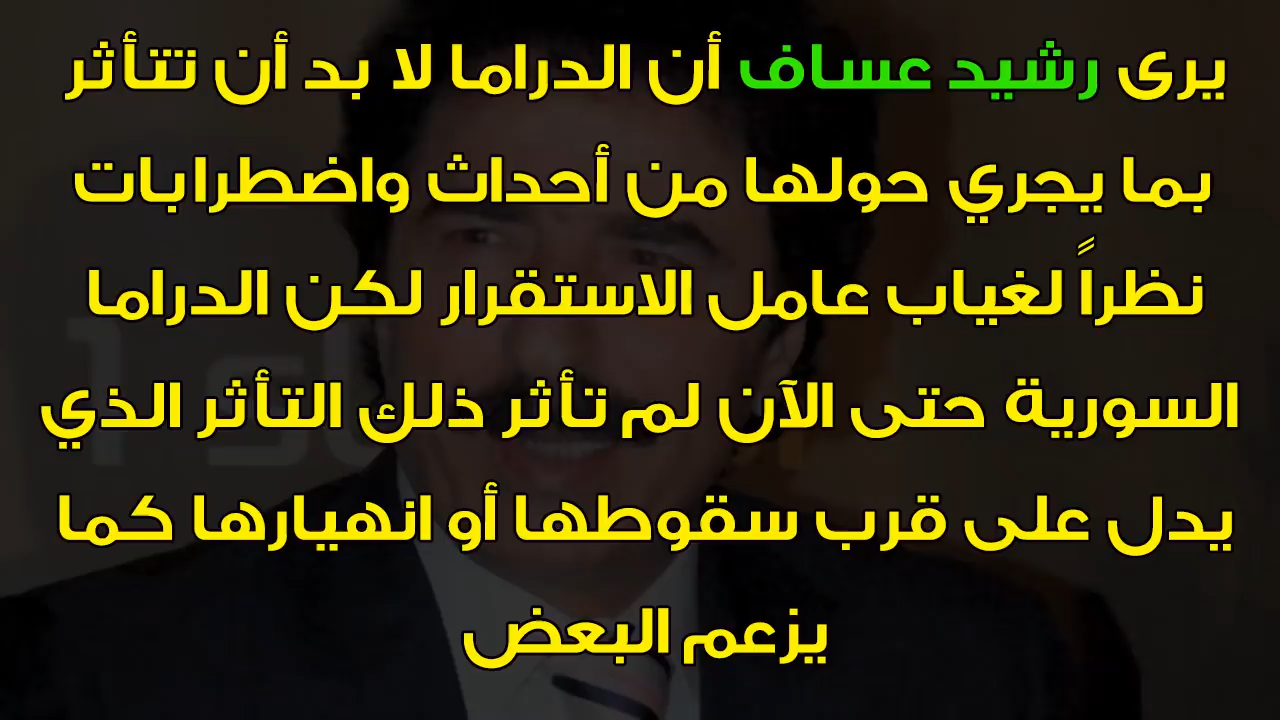 يرى رشيد عساف أن الدراما لا بد أن تتأثر
بما يجري حولها من أحداث واضطرابات
نظراً لغياب عامل الاستقرار لكن الدراما
السورية حتى الآن لم تأثر ذلك التأثر الذي
يدل على قرب سقوطها أو انهيارها كما
يزعم البعض